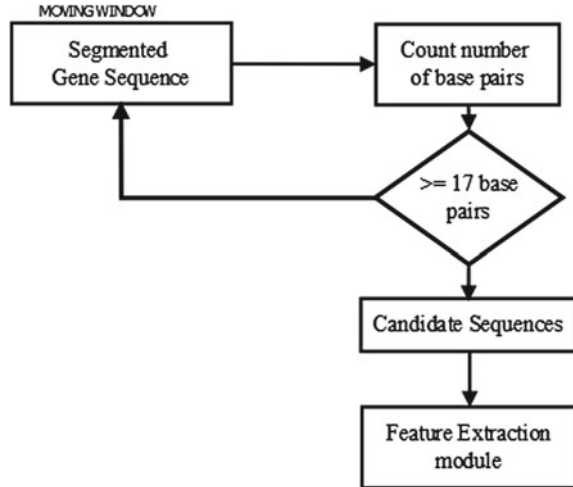 MOVING WINDOW
Segmented
Gene Sequence
Count number
of base pairs
>= 17 base
pairs
Candidate Sequences
Feature Extraction
module